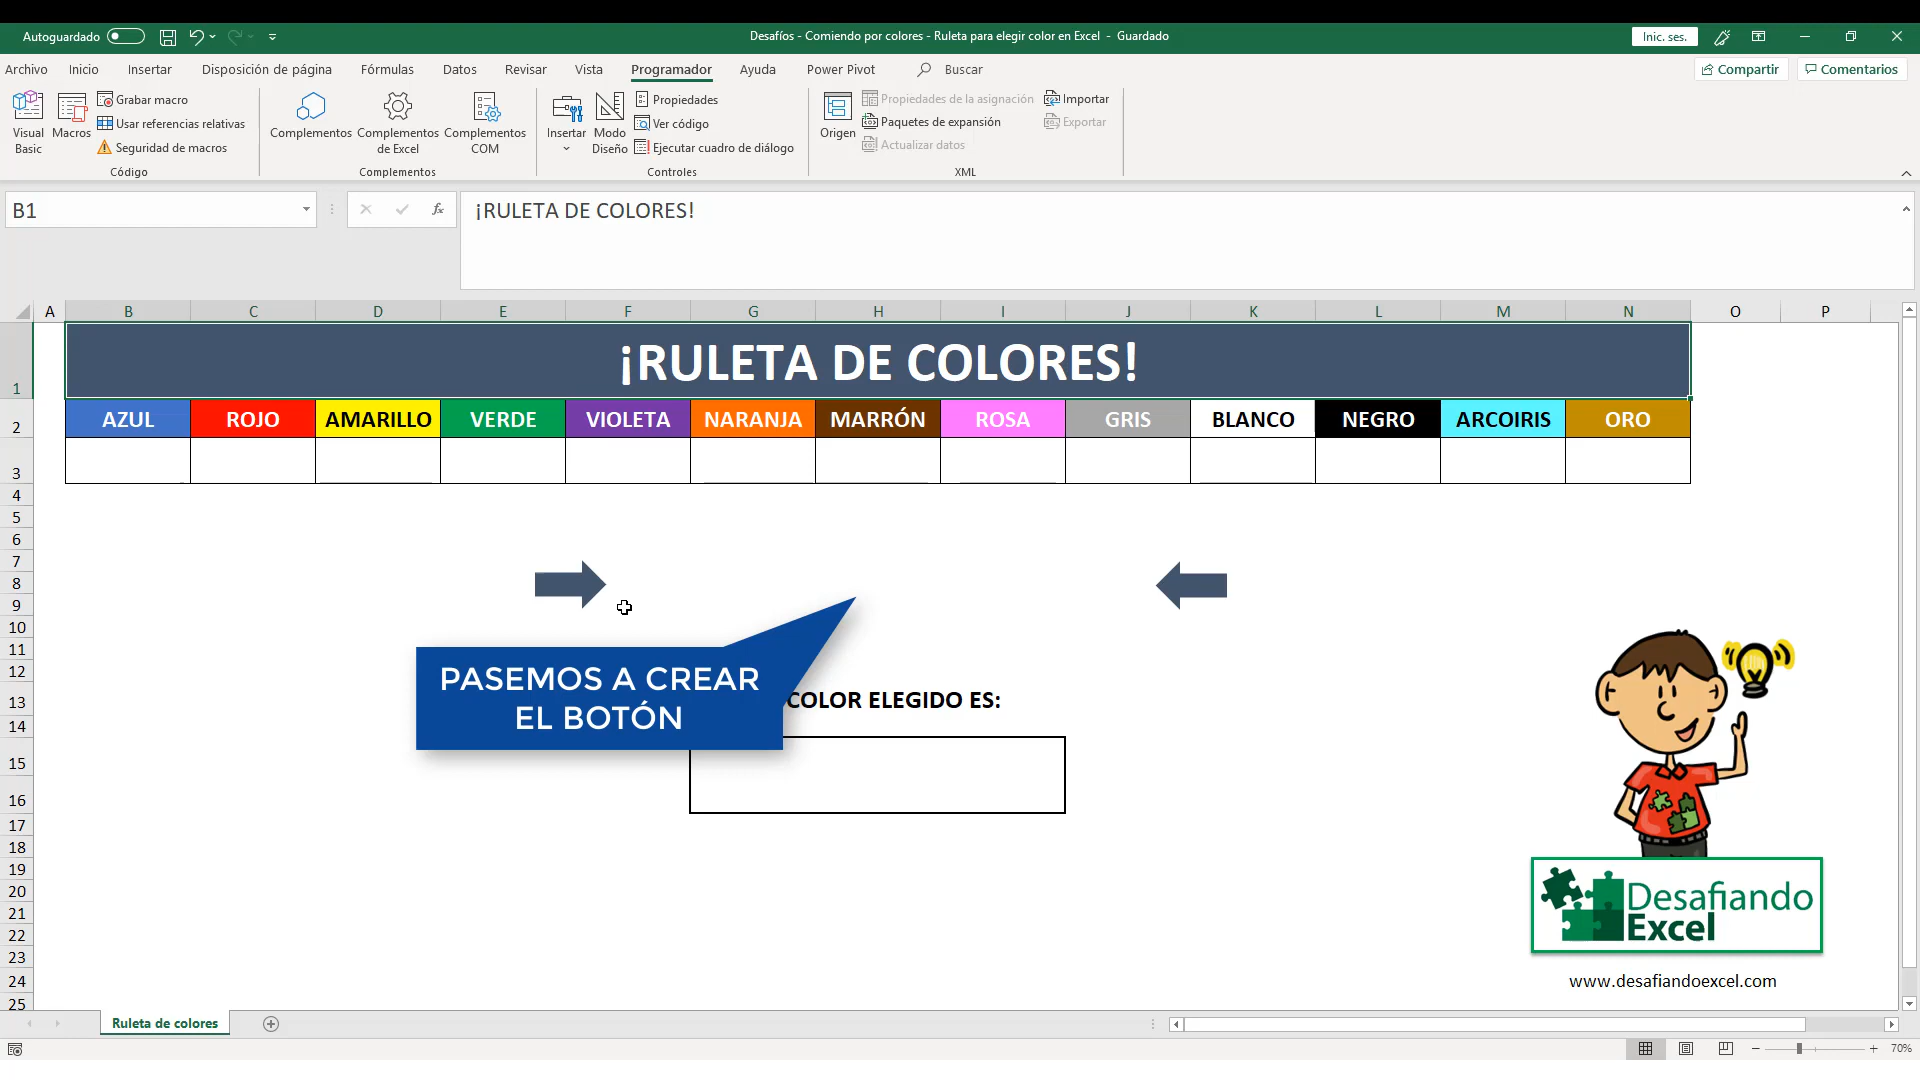 Autoguardado
Desafíos - Comiendo por colores - Ruleta para elegir color en Excel - Guardado
Inic. ses.
Archivo Inicio Insertar Disposición de página Fórmulas Datos Revisar Vista Programador Ayuda Power Pivot Buscar
Compartir Comentarios
Visual Basic
Macros
Grabar macro
Usar referencias relativas
Seguridad de macros
Código
Complementos
Complementos de Excel
Complementos COM
Complementos
Insertar
Modo Diseño
Propiedades
Ver código
Ejecutar cuadro de diálogo
Controles
Origen
Propiedades de la asignación
Paquetes de expansión
Actualizar datos
Importar
Exportar
XML
B1
fx
¡RULETA DE COLORES!
A B C D E F G H I J K L M N O P
1
¡RULETA DE COLORES!
2 AZUL ROJO AMARILLO VERDE VIOLETA NARANJA MARRÓN ROSA GRIS BLANCO NEGRO ARCOIRIS ORO
3
4
5
6
7
8
9
10
11
12
PASEMOS A CREAR
EL BOTÓN
13 COLOR ELEGIDO ES:
14
15
16
17
18
19
20
21
22
23
24
25
Desafiando
Excel
www.desafiandoexcel.com
Ruleta de colores
70%